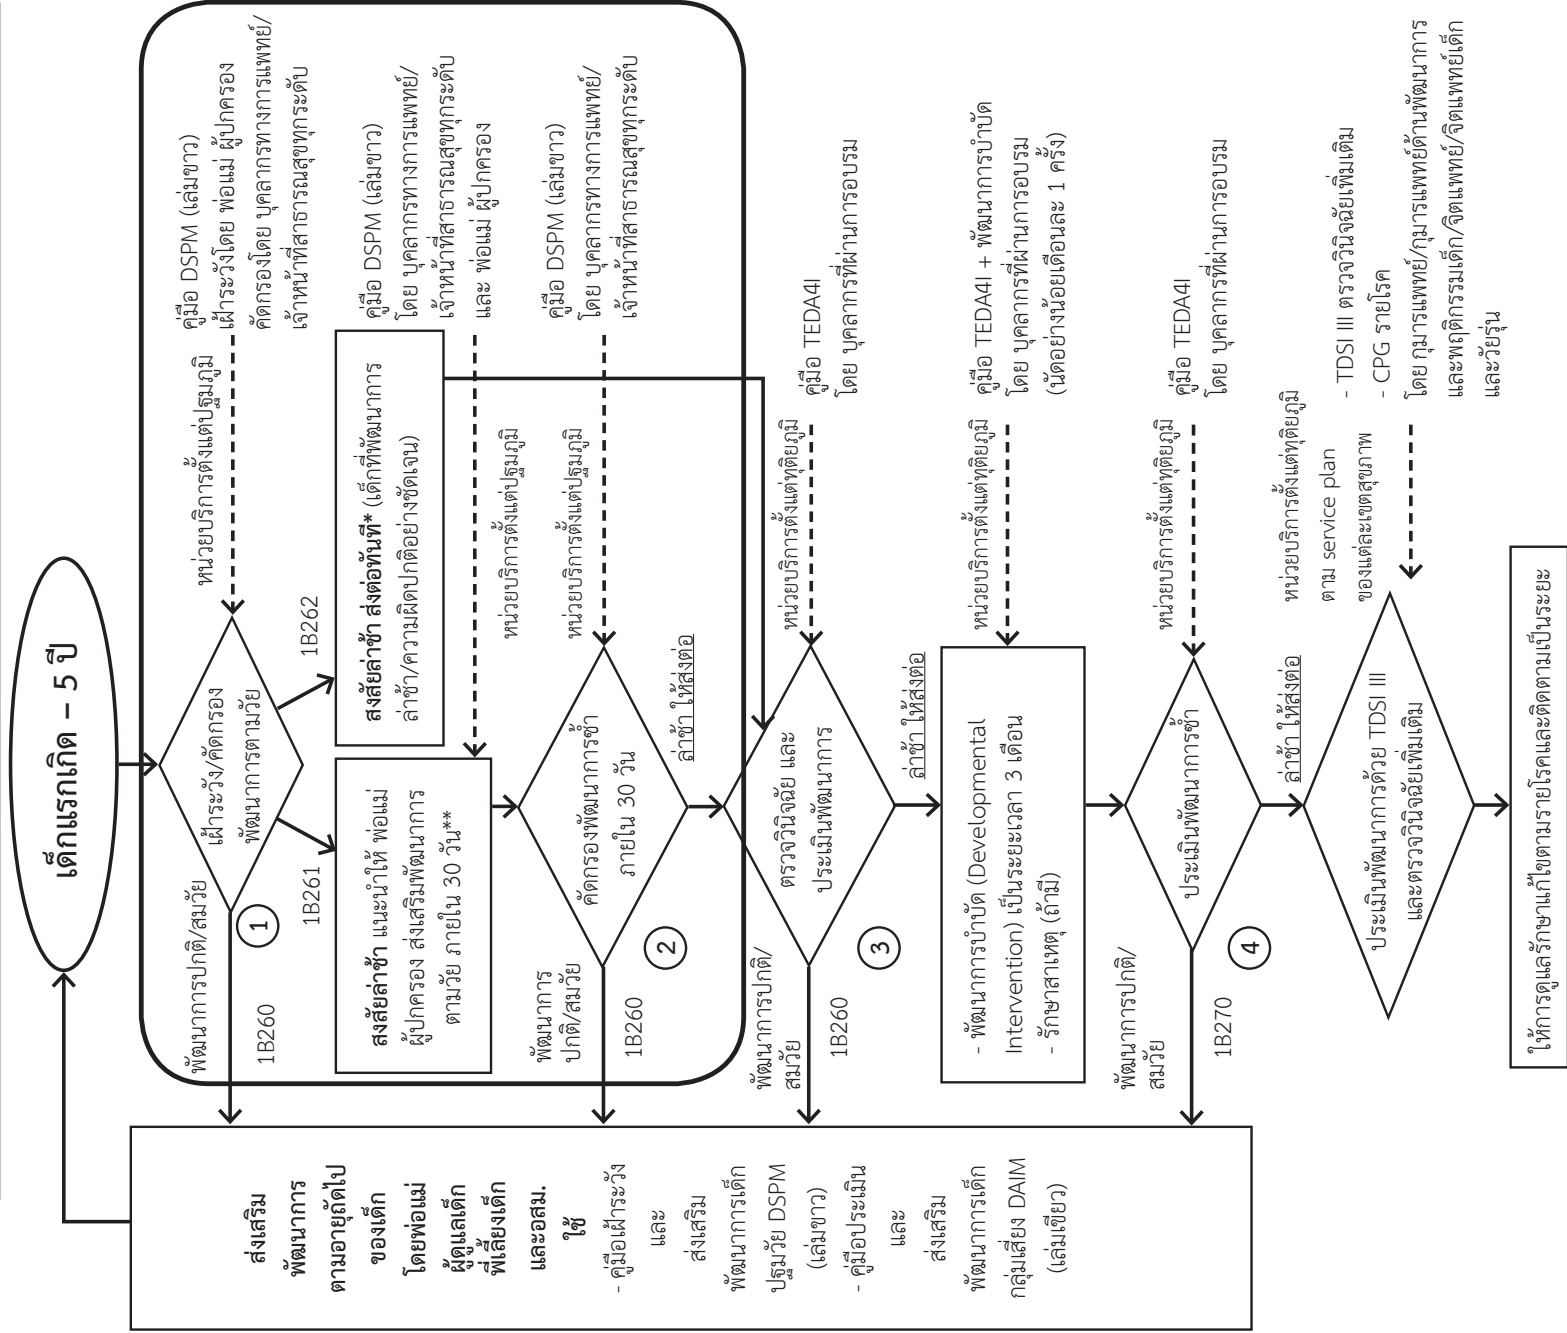 เด็กแรกเกิด – 5 ปี
ส่งเสริม
พัฒนาการ
ตามอายุถัดไป
ของเด็ก
โดยพ่อแม่
ผู้ดูแลเด็ก
พี่เลี้ยงเด็ก
และอสม.
ใช้
- คู่มือเฝ้าระวัง
และ
ส่งเสริม
พัฒนาการเด็ก
ปฐมวัย DSPM
(เล่มขาว)
- คู่มือประเมิน
และ
ส่งเสริม
พัฒนาการเด็ก
กลุ่มเสี่ยง DAIM
(เล่มเขียว)
พัฒนาการปกติ/สมวัย
1B260
1
เฝ้าระวัง/คัดกรอง
พัฒนาการตามวัย
1B261
1B262
หน่วยบริการตั้งแต่ปฐมภูมิ
คู่มือ DSPM (เล่มขาว)
เฝ้าระวังโดย พ่อแม่ ผู้ปกครอง
คัดกรองโดย บุคลากรทางการแพทย์/
เจ้าหน้าที่สาธารณสุขทุกระดับ
สงสัยล่าช้า แนะนำให้ พ่อแม่
ผู้ปกครอง ส่งเสริมพัฒนาการ
ตามวัย ภายใน 30 วัน**
สงสัยล่าช้า ส่งต่อทันที* (เด็กที่พัฒนาการ
ล่าช้า/ความผิดปกติอย่างชัดเจน)
หน่วยบริการตั้งแต่ปฐมภูมิ
คู่มือ DSPM (เล่มขาว)
โดย บุคลากรทางการแพทย์/
เจ้าหน้าที่สาธารณสุขทุกระดับ
และ พ่อแม่ ผู้ปกครอง
พัฒนาการ
ปกติ/สมวัย
1B260
2
คัดกรองพัฒนาการซ้ำ
ภายใน 30 วัน
หน่วยบริการตั้งแต่ปฐมภูมิ
คู่มือ DSPM (เล่มขาว)
โดย บุคลากรทางการแพทย์/
เจ้าหน้าที่สาธารณสุขทุกระดับ
ล่าช้า ให้ส่งต่อ
พัฒนาการปกติ/
สมวัย
1B260
3
ตรวจวินิจฉัย และ
ประเมินพัฒนาการ
หน่วยบริการตั้งแต่ทุติยภูมิ
คู่มือ TEDA4I
โดย บุคลากรที่ผ่านการอบรม
ล่าช้า ให้ส่งต่อ
- พัฒนาการบำบัด (Developmental
Intervention) เป็นระยะเวลา 3 เดือน
- รักษาสาเหตุ (ถ้ามี)
หน่วยบริการตั้งแต่ทุติยภูมิ
คู่มือ TEDA4I + พัฒนาการบำบัด
โดย บุคลากรที่ผ่านการอบรม
(นัดอย่างน้อยเดือนละ 1 ครั้ง)
พัฒนาการปกติ/
สมวัย
1B270
4
ประเมินพัฒนาการซ้ำ
หน่วยบริการตั้งแต่ทุติยภูมิ
คู่มือ TEDA4I
โดย บุคลากรที่ผ่านการอบรม
ล่าช้า ให้ส่งต่อ
ประเมินพัฒนาการด้วย TDSI III
และตรวจวินิจฉัยเพิ่มเติม
หน่วยบริการตั้งแต่ทุติยภูมิ
ตาม service plan
ของแต่ละเขตสุขภาพ
- TDSI III ตรวจวินิจฉัยเพิ่มเติม
- CPG รายโรค
โดย กุมารแพทย์/กุมารแพทย์ด้านพัฒนาการ
และพฤติกรรมเด็ก/จิตแพทย์/จิตแพทย์เด็ก
และวัยรุ่น
ให้การดูแลรักษาแก้ไขตามรายโรคและติดตามเป็นระยะ